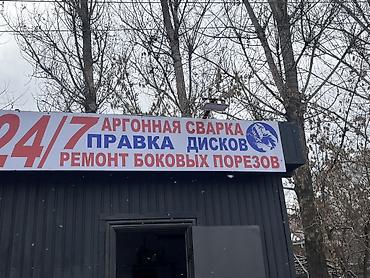 24/7
АРГОННАЯ СВАРКА
ПРАВКА ДИСКОВ
РЕМОНТ БОКОВЫХ ПОРЕЗОВ